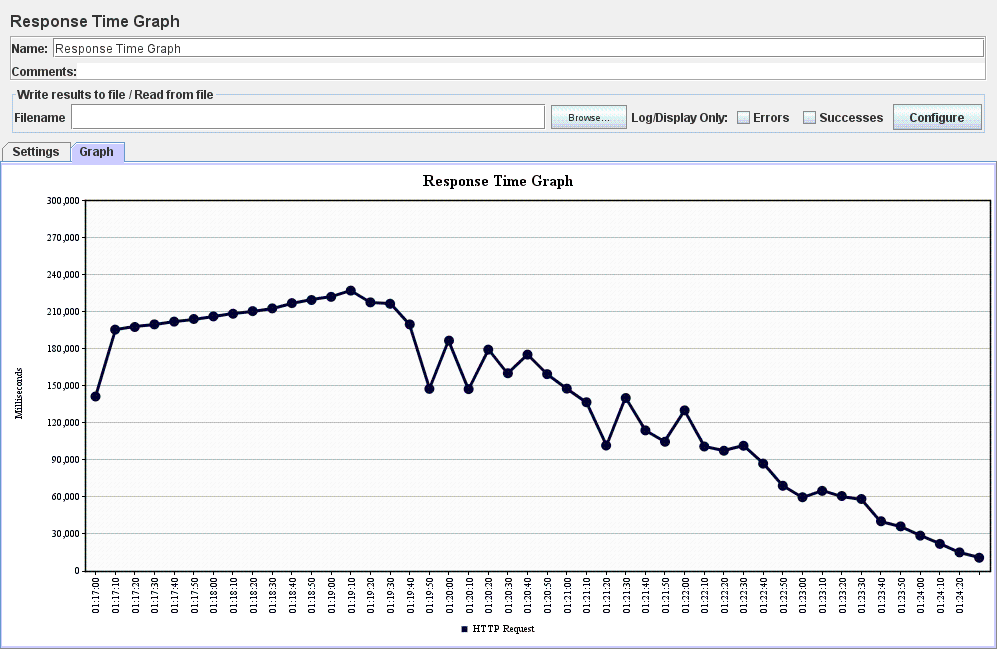 Response Time Graph
Name: Response Time Graph
Comments:
Write results to file / Read from file
Filename Browse... Log/Display Only: Errors Successes Configure
Settings Graph
Response Time Graph
300,000
270,000
240,000
210,000
180,000
150,000
120,000
90,000
60,000
30,000
0
Milliseconds
01:17:00 01:17:10 01:17:20 01:17:30 01:17:40 01:17:50 01:18:00 01:18:10 01:18:20 01:18:30 01:18:40 01:18:50 01:19:00 01:19:10 01:19:20 01:19:30 01:19:40 01:19:50 01:20:00 01:20:10 01:20:20 01:20:30 01:20:40 01:20:50 01:21:00 01:21:10 01:21:20 01:21:30 01:21:40 01:21:50 01:22:00 01:22:10 01:22:20 01:22:30 01:22:40 01:22:50 01:23:00 01:23:10 01:23:20 01:23:30 01:23:40 01:23:50 01:24:00 01:24:10 01:24:20
HTTP Request